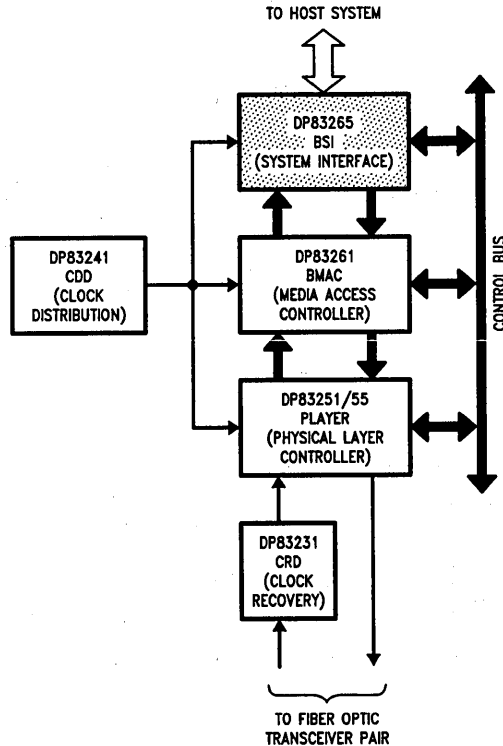 TO HOST SYSTEM
DP83265
BSI
(SYSTEM INTERFACE)
DP83241
CDD
(CLOCK
DISTRIBUTION)
DP83261
BMAC
(MEDIA ACCESS
CONTROLLER)
CONTROL BUS
DP83251/55
PLAYER
(PHYSICAL LAYER
CONTROLLER)
DP83231
CRD
(CLOCK
RECOVERY)
TO FIBER OPTIC
TRANSCEIVER PAIR